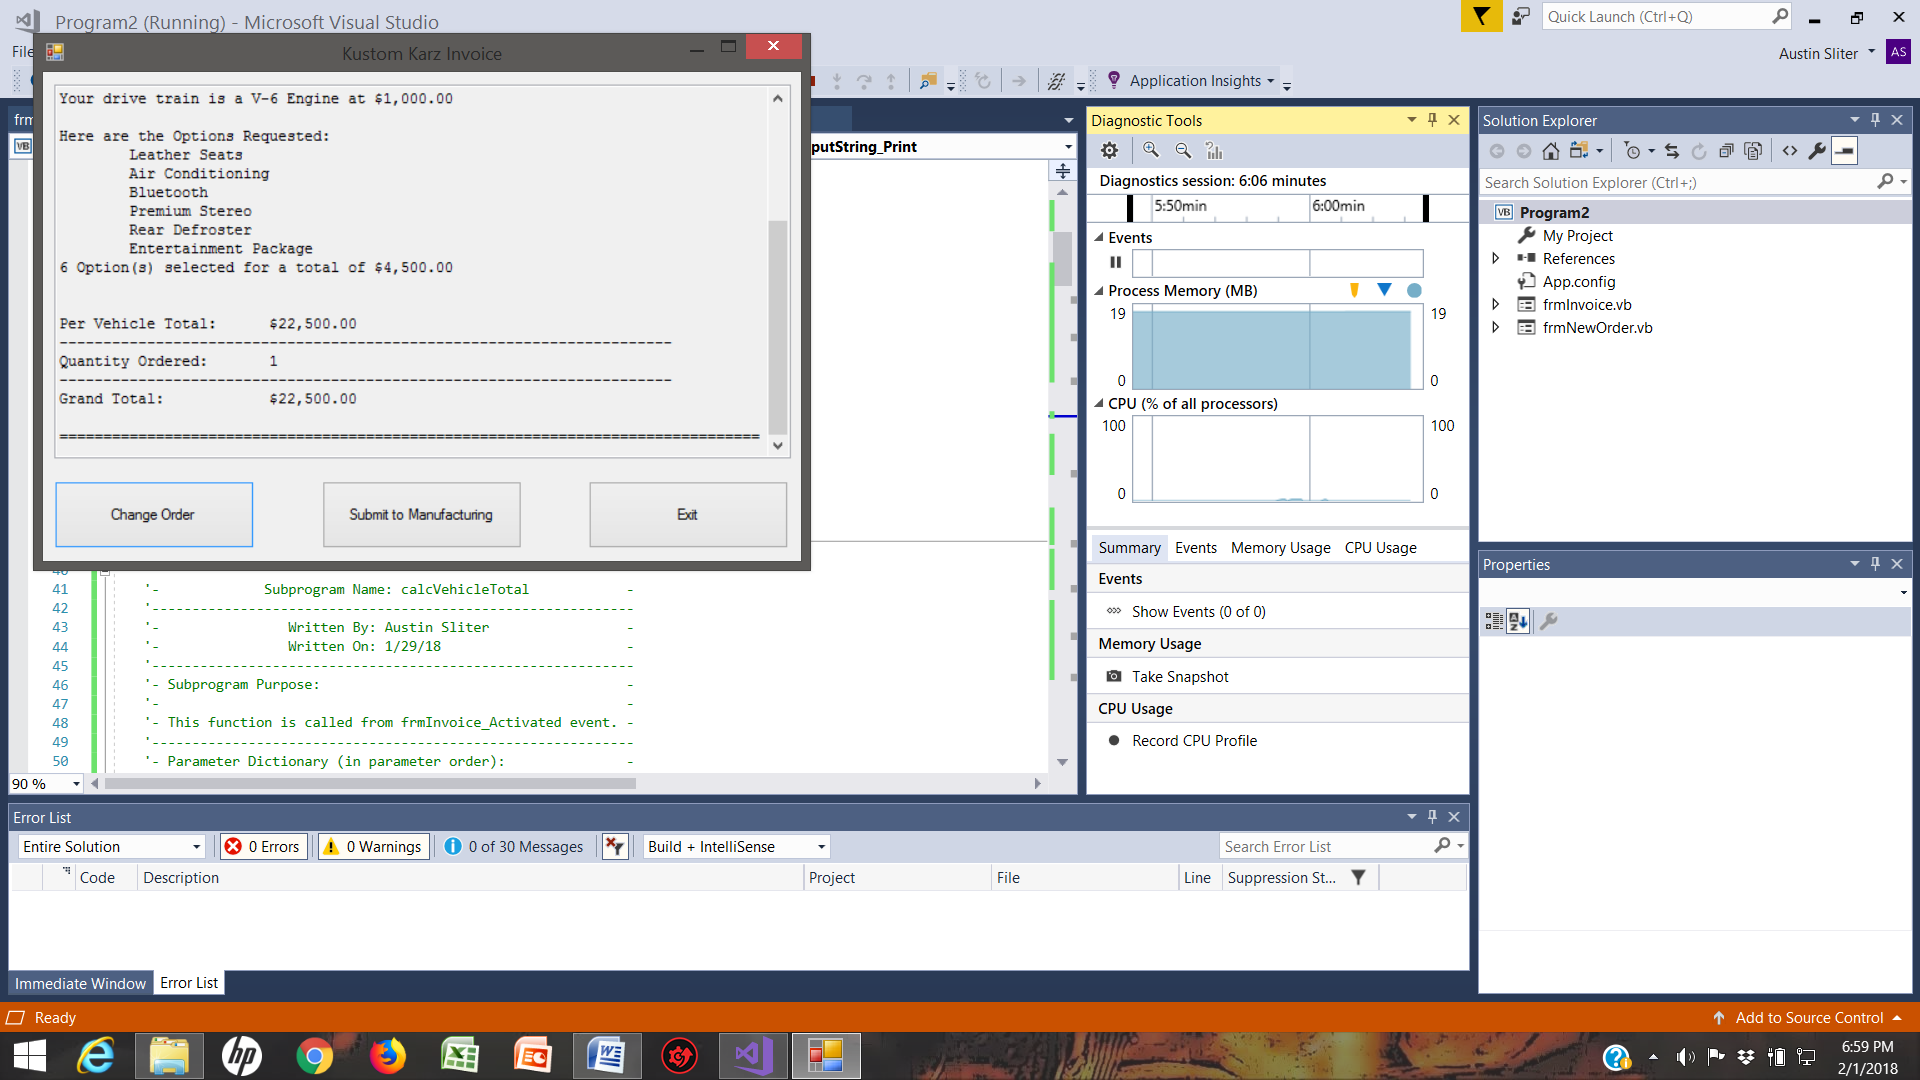 Program2 (Running) - Microsoft Visual Studio
Quick Launch (Ctrl+Q)
File
Austin Sliter
AS
Application Insights
Kustom Karz Invoice
Your drive train is a V-6 Engine at $1,000.00
Here are the Options Requested:
Leather Seats
Air Conditioning
Bluetooth
Premium Stereo
Rear Defroster
Entertainment Package
6 Option(s) selected for a total of $4,500.00
Per Vehicle Total: $22,500.00
----------------------------------------------------------------------
Quantity Ordered: 1
----------------------------------------------------------------------
Grand Total: $22,500.00
================================================================================
Change Order
Submit to Manufacturing
Exit
frm
VB
putString_Print
40
41 '- Subprogram Name: calcVehicleTotal -
42 '------------------------------------------------------------
43 '- Written By: Austin Sliter -
44 '- Written On: 1/29/18 -
45 '------------------------------------------------------------
46 '- Subprogram Purpose: -
47 '- -
48 '- This function is called from frmInvoice_Activated event. -
49 '------------------------------------------------------------
50 '- Parameter Dictionary (in parameter order): -
90 %
Diagnostic Tools
Diagnostics session: 6:06 minutes
5:50min 6:00min
Events
Process Memory (MB)
19 19
0 0
CPU (% of all processors)
100 100
0 0
Summary Events Memory Usage CPU Usage
Events
Show Events (0 of 0)
Memory Usage
Take Snapshot
CPU Usage
Record CPU Profile
Solution Explorer
Search Solution Explorer (Ctrl+;)
VB Program2
My Project
References
App.config
frmInvoice.vb
frmNewOrder.vb
Properties
Error List
Entire Solution
0 Errors
0 Warnings
0 of 30 Messages
Build + IntelliSense
Search Error List
Code Description Project File Line Suppression St...
Immediate Window
Error List
Ready
Add to Source Control
6:59 PM
2/1/2018